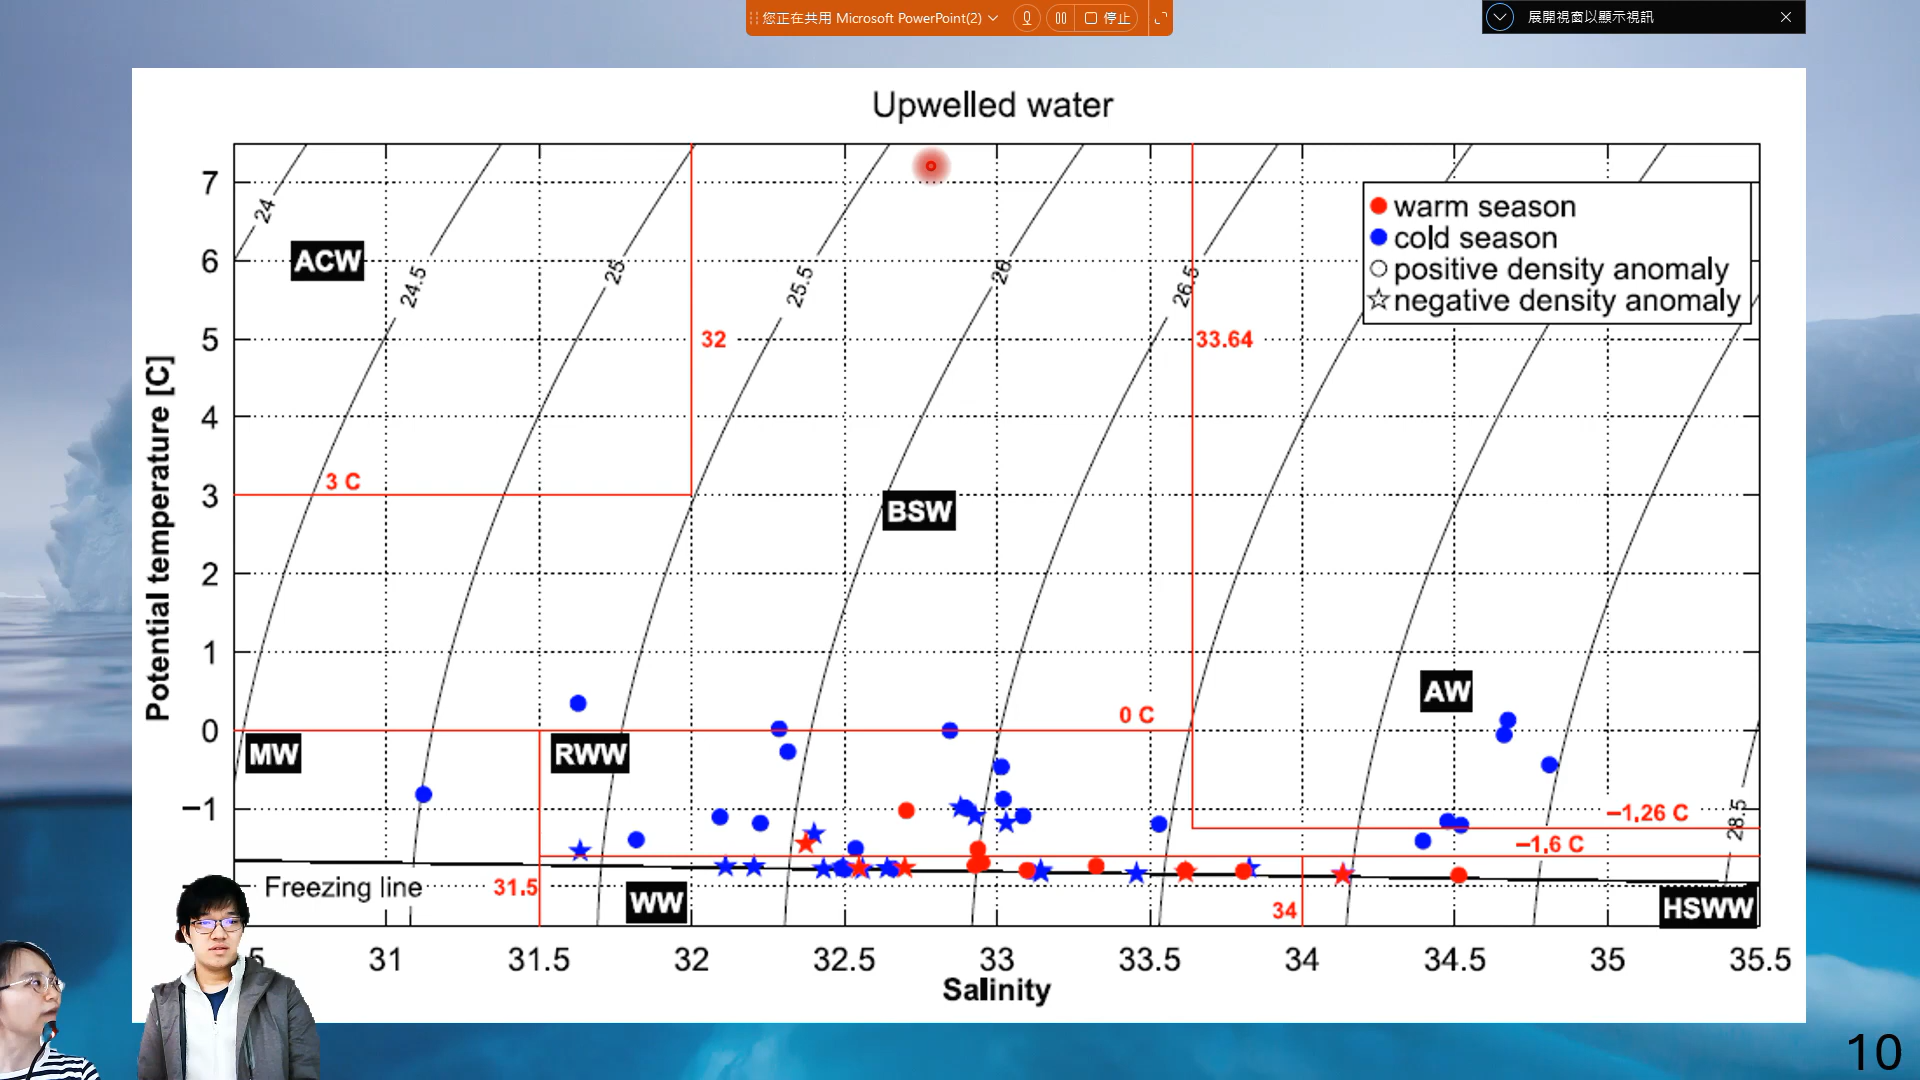 您正在共用 Microsoft PowerPoint(2)
停止
展開視窗以顯示視訊
Upwelled water
7
6
5
4
3
2
1
0
−1
Potential temperature [C]
24
24.5
25
25.5
26
26.5
28.5
ACW
BSW
AW
MW
RWW
WW
HSWW
warm season
cold season
positive density anomaly
negative density anomaly
32
33.64
3 C
0 C
−1.26 C
−1.6 C
31.5
34
Freezing line
5
31
31.5
32
32.5
33
33.5
34
34.5
35
35.5
Salinity
10